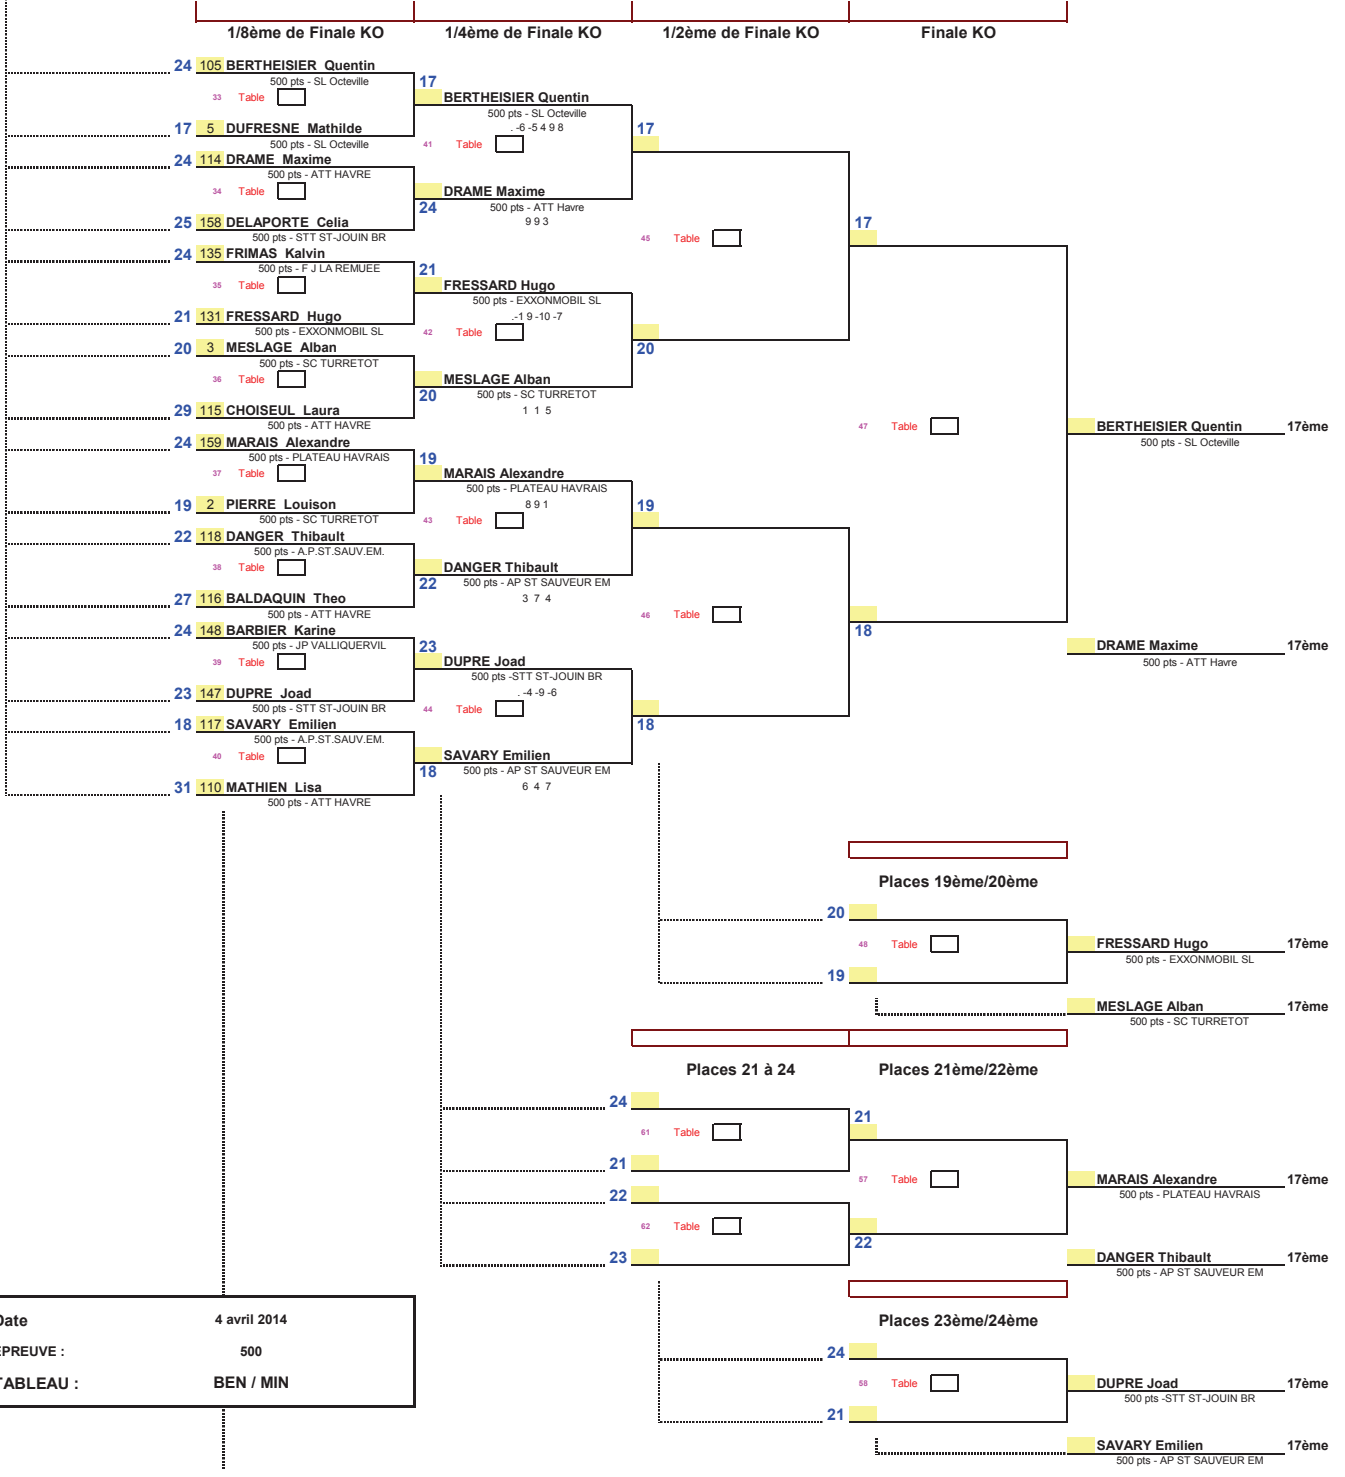 1/8ème de Finale KO 1/4ème de Finale KO 1/2ème de Finale KO Finale KO
24 105 BERTHEISIER Quentin
500 pts - SL Octeville
33 Table
17
BERTHEISIER Quentin
500 pts - SL Octeville
. -6 -5 4 9 8
17 5 DUFRESNE Mathilde
500 pts - SL Octeville
41 Table
17
24 114 DRAME Maxime
500 pts - ATT HAVRE
34 Table
DRAME Maxime
24
500 pts - ATT Havre
9 9 3
25 158 DELAPORTE Celia
500 pts - STT ST-JOUIN BR
45 Table
17
24 135 FRIMAS Kalvin
500 pts - F J LA REMUEE
35 Table
21
FRESSARD Hugo
500 pts - EXXONMOBIL SL
.-1 9 -10 -7
21 131 FRESSARD Hugo
500 pts - EXXONMOBIL SL
42 Table
20
20 3 MESLAGE Alban
500 pts - SC TURRETOT
36 Table
MESLAGE Alban
20
500 pts - SC TURRETOT
1 1 5
29 115 CHOISEUL Laura
500 pts - ATT HAVRE
47 Table
BERTHEISIER Quentin 17ème
500 pts - SL Octeville
24 159 MARAIS Alexandre
500 pts - PLATEAU HAVRAIS
37 Table
19
MARAIS Alexandre
500 pts - PLATEAU HAVRAIS
8 9 1
19 2 PIERRE Louison
500 pts - SC TURRETOT
43 Table
19
22 118 DANGER Thibault
500 pts - A.P.ST.SAUV.EM.
38 Table
DANGER Thibault
22
500 pts - AP ST SAUVEUR EM
3 7 4
27 116 BALDAQUIN Theo
500 pts - ATT HAVRE
46 Table
18
24 148 BARBIER Karine
500 pts - JP VALLIQUERVIL
39 Table
23
DUPRE Joad
500 pts -STT ST-JOUIN BR
. -4 -9 -6
DRAME Maxime 17ème
500 pts - ATT Havre
23 147 DUPRE Joad
500 pts - STT ST-JOUIN BR
44 Table
18
18 117 SAVARY Emilien
500 pts - A.P.ST.SAUV.EM.
40 Table
SAVARY Emilien
18
500 pts - AP ST SAUVEUR EM
6 4 7
31 110 MATHIEN Lisa
500 pts - ATT HAVRE
Places 19ème/20ème
20
48 Table
FRESSARD Hugo 17ème
500 pts - EXXONMOBIL SL
19
MESLAGE Alban 17ème
500 pts - SC TURRETOT
Places 21 à 24 Places 21ème/22ème
24
61 Table
21
21
57 Table
MARAIS Alexandre 17ème
500 pts - PLATEAU HAVRAIS
22
62 Table
22
23
DANGER Thibault 17ème
500 pts - AP ST SAUVEUR EM
Places 23ème/24ème
24
58 Table
DUPRE Joad 17ème
500 pts -STT ST-JOUIN BR
21
SAVARY Emilien 17ème
500 pts - AP ST SAUVEUR EM
Date 4 avril 2014
EPREUVE : 500
TABLEAU : BEN / MIN